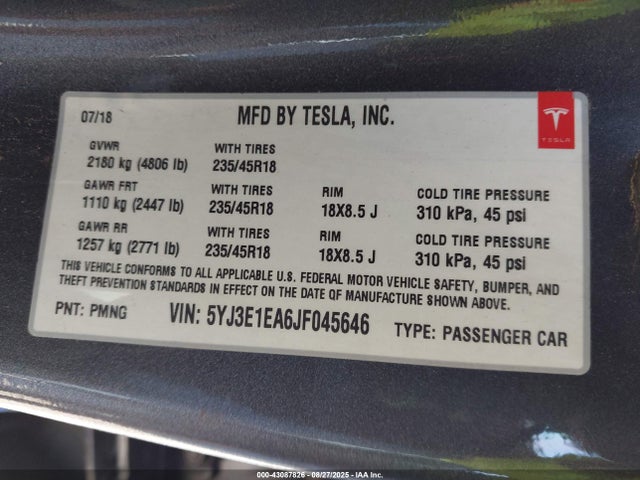 07/18 MFD BY TESLA, INC. TESLA
GVWR WITH TIRES
2180 kg (4806 lb) 235/45R18
GAWR FRT WITH TIRES RIM COLD TIRE PRESSURE
1110 kg (2447 lb) 235/45R18 18X8.5 J 310 kPa, 45 psi
GAWR RR WITH TIRES RIM COLD TIRE PRESSURE
1257 kg (2771 lb) 235/45R18 18X8.5 J 310 kPa, 45 psi
THIS VEHICLE CONFORMS TO ALL APPLICABLE U.S. FEDERAL MOTOR VEHICLE SAFETY, BUMPER, AND
THEFT PREVENTION STANDARDS IN EFFECT ON THE DATE OF MANUFACTURE SHOWN ABOVE.
PNT: PMNG VIN: 5YJ3E1EA6JF045646 TYPE: PASSENGER CAR
000-43087826 - 08/27/2025 - IAA Inc.